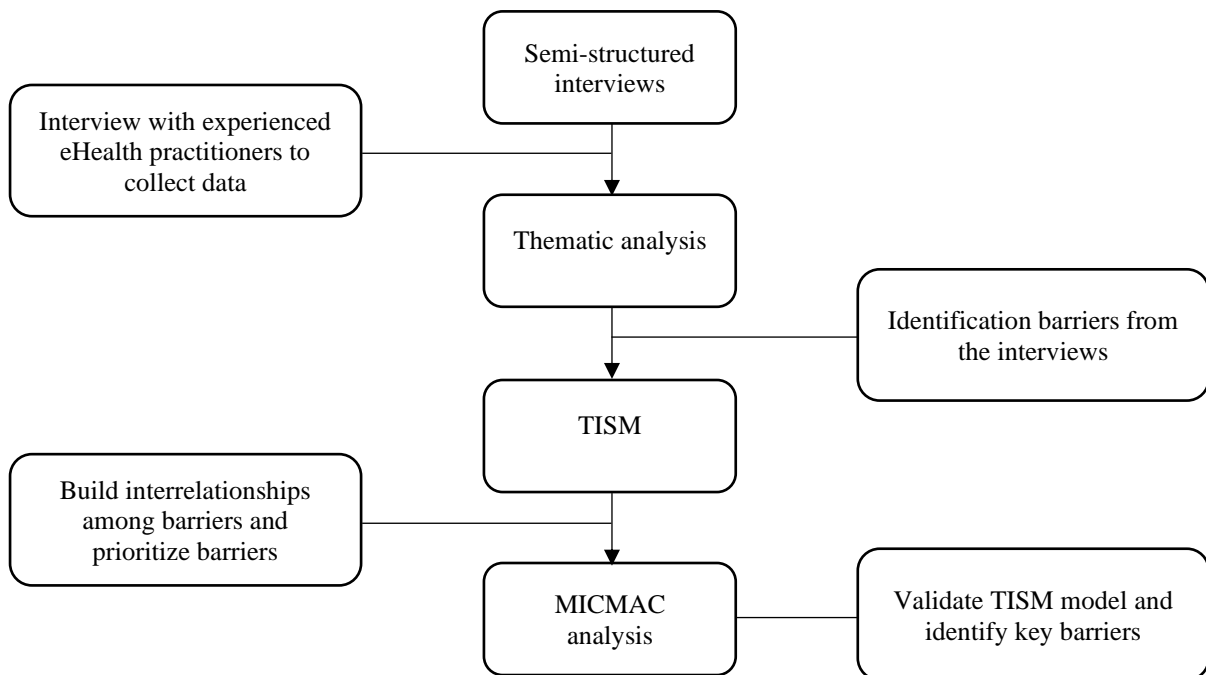 Semi-structured
interviews
Interview with experienced
eHealth practitioners to
collect data
Thematic analysis
Identification barriers from
the interviews
TISM
Build interrelationships
among barriers and
prioritize barriers
MICMAC
analysis
Validate TISM model and
identify key barriers